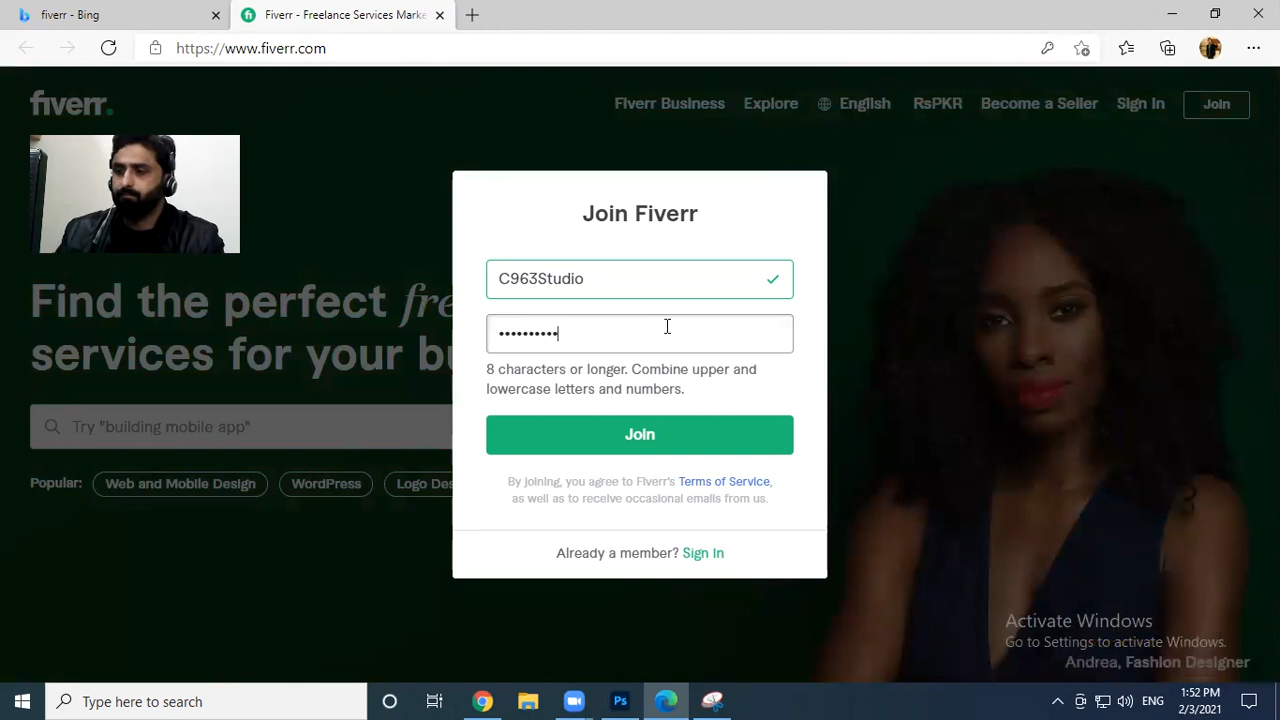 fiverr - Bing
Fiverr - Freelance Services Marke
https://www.fiverr.com
fiverr.
Fiverr Business Explore English RsPKR Become a Seller Sign In Join
Join Fiverr
C963Studio
••••••••••
8 characters or longer. Combine upper and
lowercase letters and numbers.
Join
By joining, you agree to Fiverr's Terms of Service,
as well as to receive occasional emails from us.
Already a member? Sign In
Find the perfect fre
services for your bu
Try "building mobile app"
Popular: Web and Mobile Design WordPress Logo Des
Activate Windows
Go to Settings to activate Windows.
Andrea, Fashion Designer
Type here to search
Ps
ENG
1:52 PM
2/3/2021